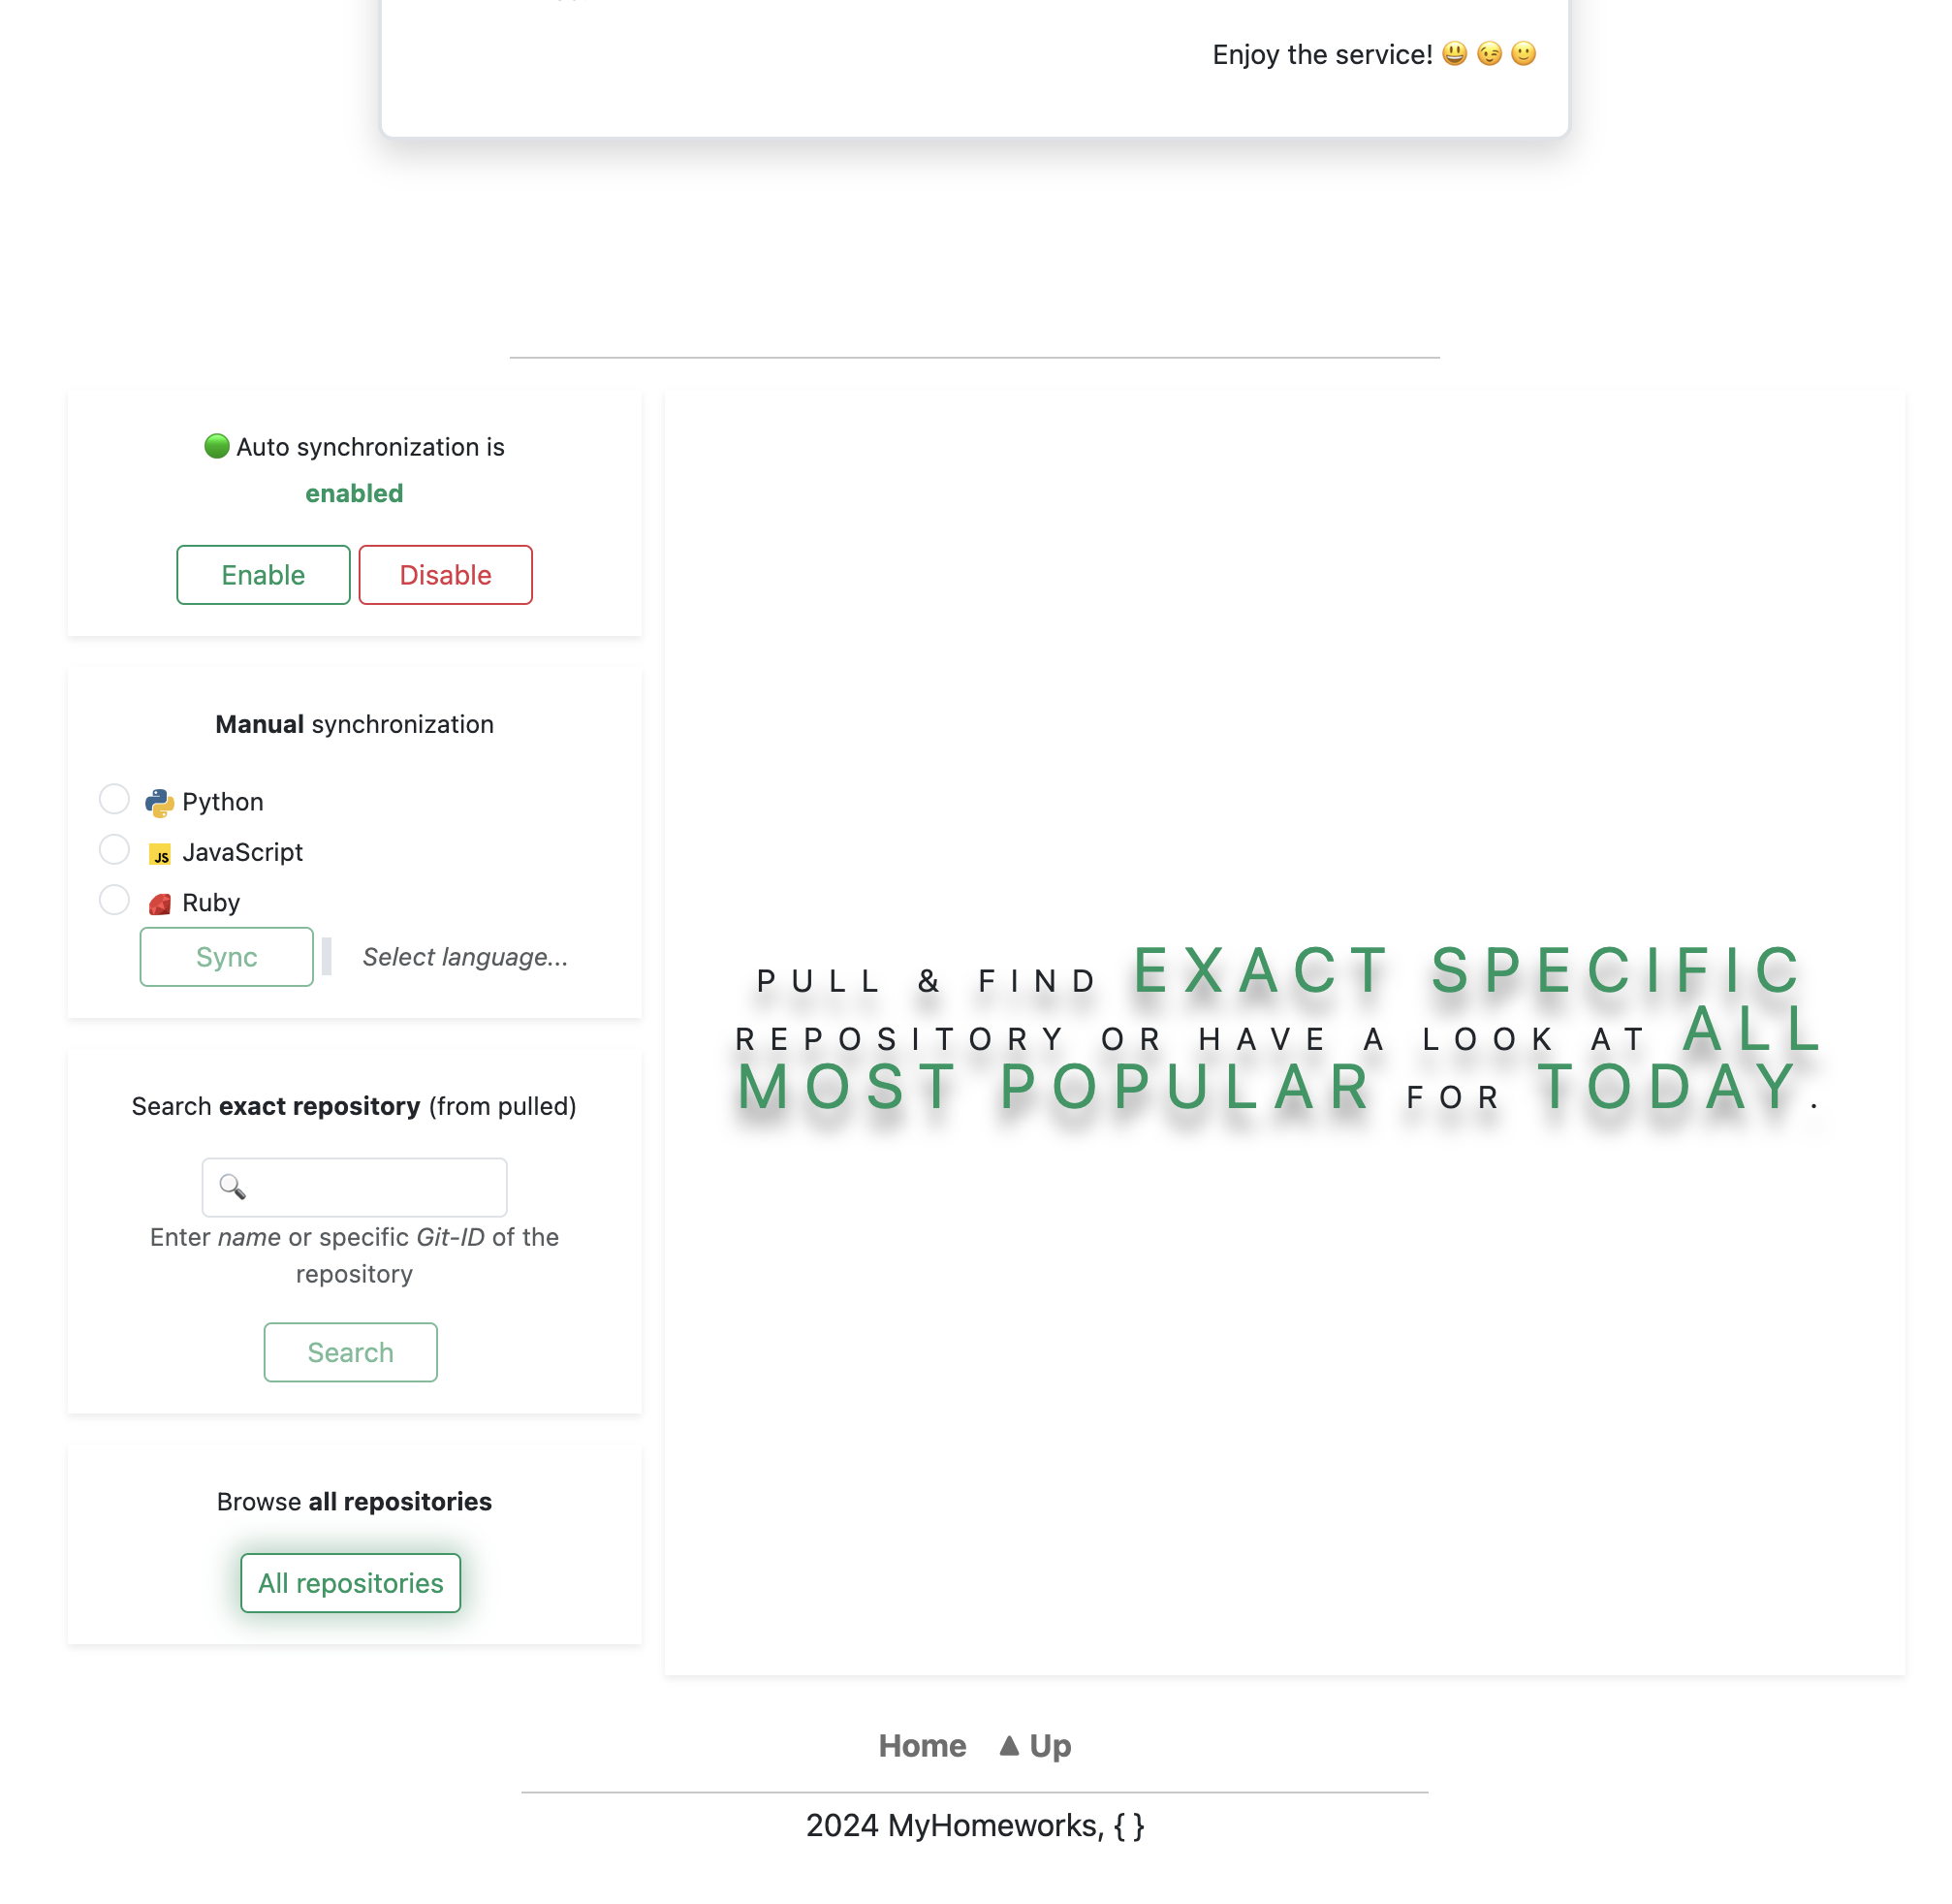 Enjoy the service! 😃 😉 🙂
🟢 Auto synchronization is
enabled
Enable Disable
Manual synchronization
Python
JS JavaScript
Ruby
Sync Select language...
Search exact repository (from pulled)
🔍
Enter name or specific Git-ID of the
repository
Search
Browse all repositories
All repositories
PULL & FIND EXACT SPECIFIC
REPOSITORY OR HAVE A LOOK AT ALL
MOST POPULAR FOR TODAY.
Home ▲ Up
2024 MyHomeworks, { }